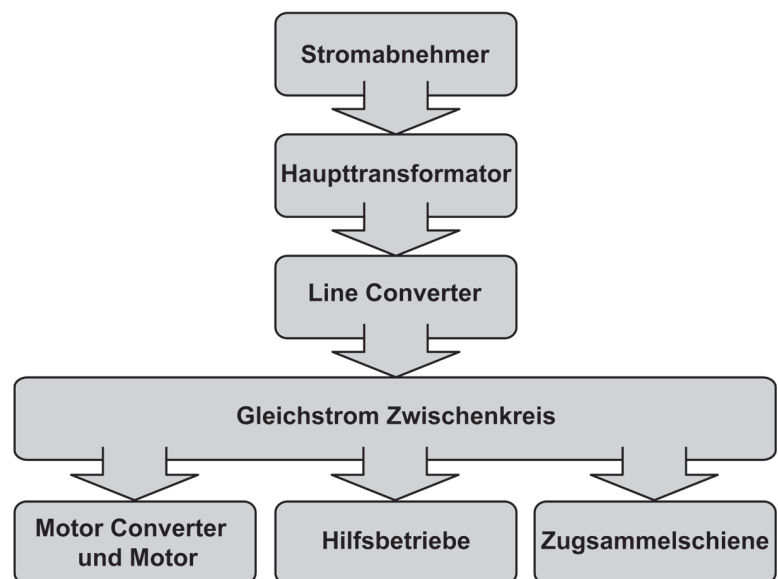 Stromabnehmer
Haupttransformator
Line Converter
Gleichstrom Zwischenkreis
Motor Converter
und Motor
Hilfsbetriebe
Zugsammelschiene